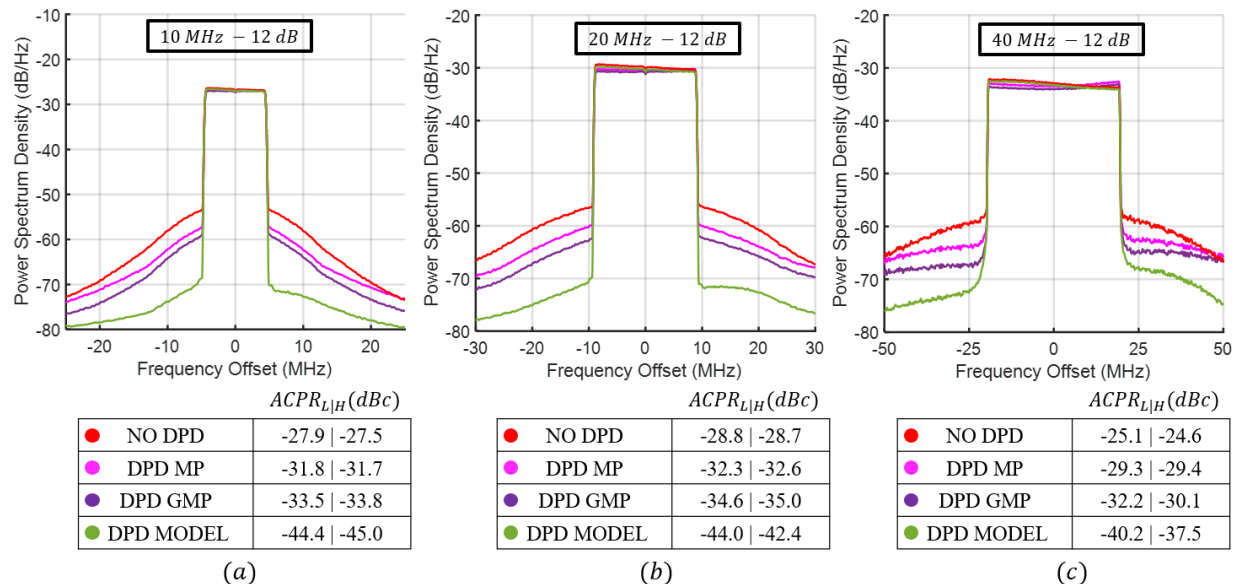 10 MHz − 12 dB
Power Spectrum Density (dB/Hz)
-10
-20
-30
-40
-50
-60
-70
-80
-20 -10 0 10 20
Frequency Offset (MHz)
ACPR_{L|H}(dBc)
NO DPD -27.9 | -27.5
DPD MP -31.8 | -31.7
DPD GMP -33.5 | -33.8
DPD MODEL -44.4 | -45.0
(a)
20 MHz − 12 dB
Power Spectrum Density (dB/Hz)
-20
-30
-40
-50
-60
-70
-80
-30 -20 -10 0 10 20 30
Frequency Offset (MHz)
ACPR_{L|H}(dBc)
NO DPD -28.8 | -28.7
DPD MP -32.3 | -32.6
DPD GMP -34.6 | -35.0
DPD MODEL -44.0 | -42.4
(b)
40 MHz − 12 dB
Power Spectrum Density (dB/Hz)
-20
-30
-40
-50
-60
-70
-80
-50 -25 0 25 50
Frequency Offset (MHz)
ACPR_{L|H}(dBc)
NO DPD -25.1 | -24.6
DPD MP -29.3 | -29.4
DPD GMP -32.2 | -30.1
DPD MODEL -40.2 | -37.5
(c)